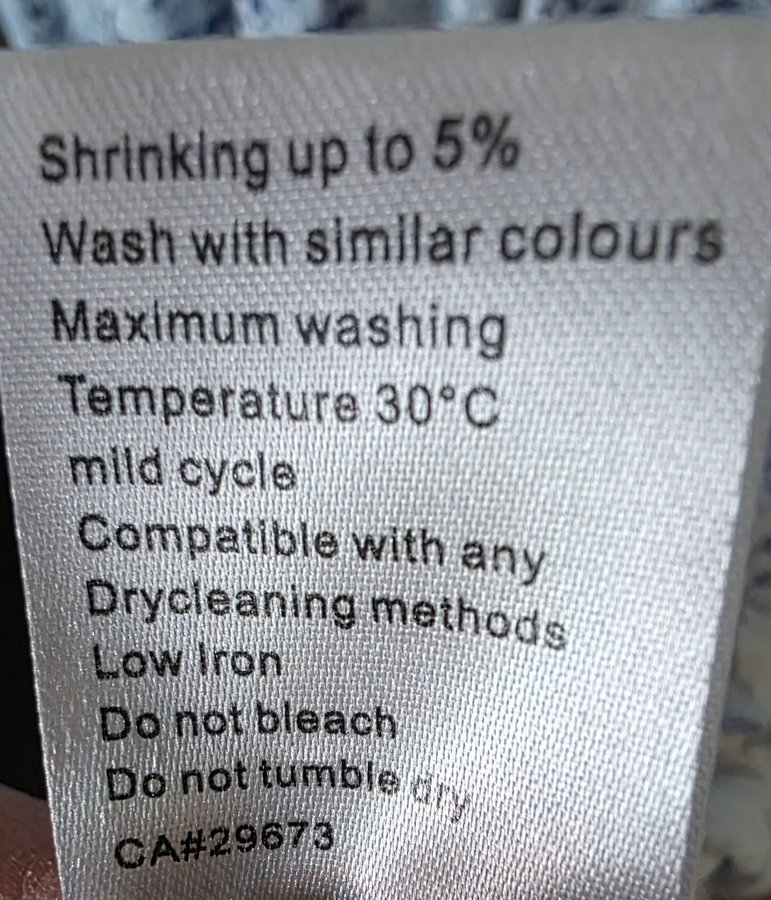 Shrinking up to 5%
Wash with similar colours
Maximum washing
Temperature 30°C
mild cycle
Compatible with any
Drycleaning methods
Low Iron
Do not bleach
Do not tumble dry
CA#29673